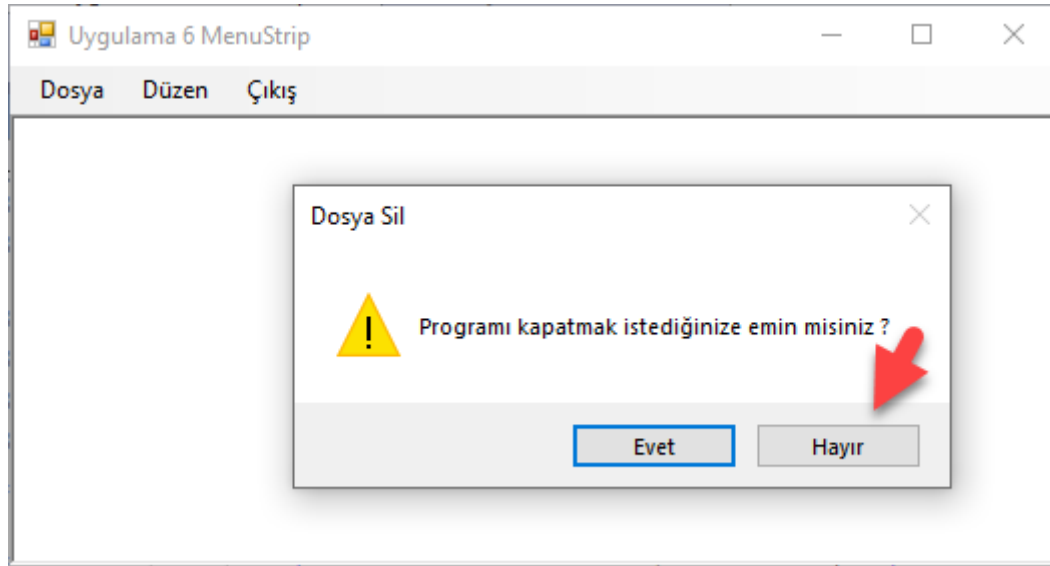 Uygulama 6 MenuStrip
Dosya Düzen Çıkış
Dosya Sil
Programı kapatmak istediğinize emin misiniz ?
Evet Hayır